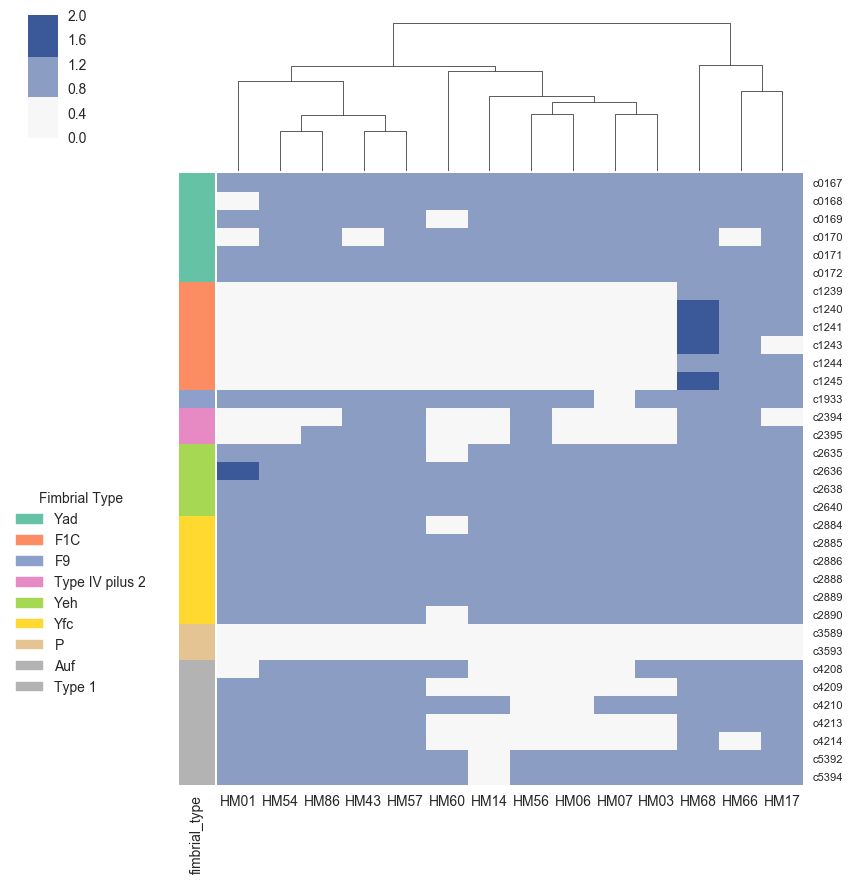 2.0
1.6
1.2
0.8
0.4
0.0
c0167
c0168
c0169
c0170
c0171
c0172
c1239
c1240
c1241
c1243
c1244
c1245
c1933
c2394
c2395
c2635
c2636
c2638
c2640
c2884
c2885
c2886
c2888
c2889
c2890
c3589
c3593
c4208
c4209
c4210
c4213
c4214
c5392
c5394
Fimbrial Type
Yad
F1C
F9
Type IV pilus 2
Yeh
Yfc
P
Auf
Type 1
HM01 HM54 HM86 HM43 HM57 HM60 HM14 HM56 HM06 HM07 HM03 HM68 HM66 HM17
fimbrial_type